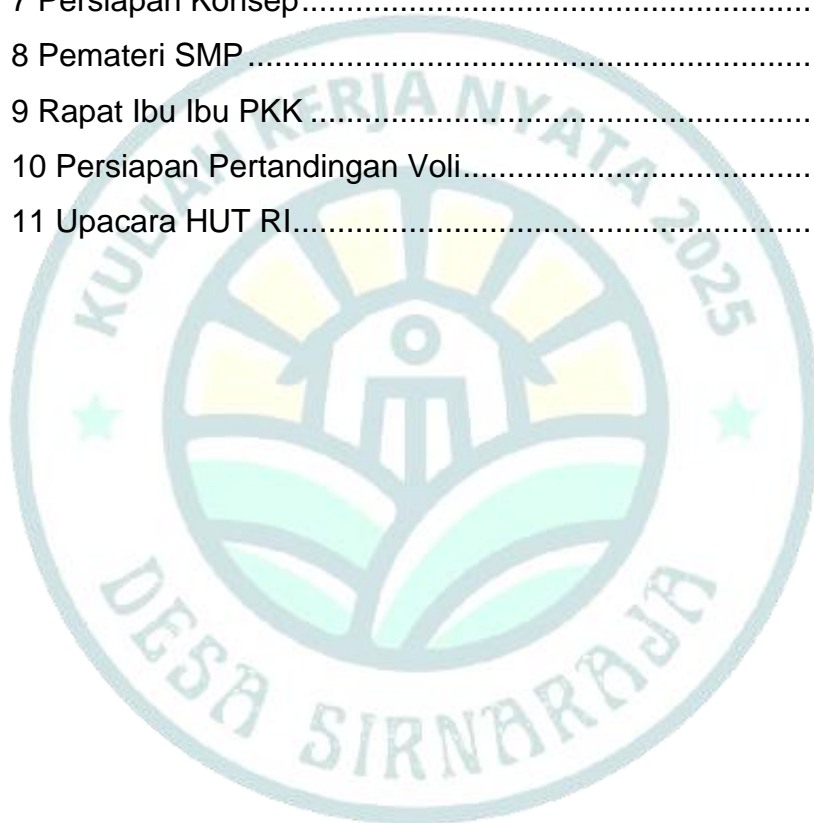 7 Persiapan Konsep
8 Pemateri SMP
9 Rapat Ibu Ibu PKK
10 Persiapan Pertandingan Voli
11 Upacara HUT RI
KULIAH KERJA NYATA 2025
DESA SIRNARAJA